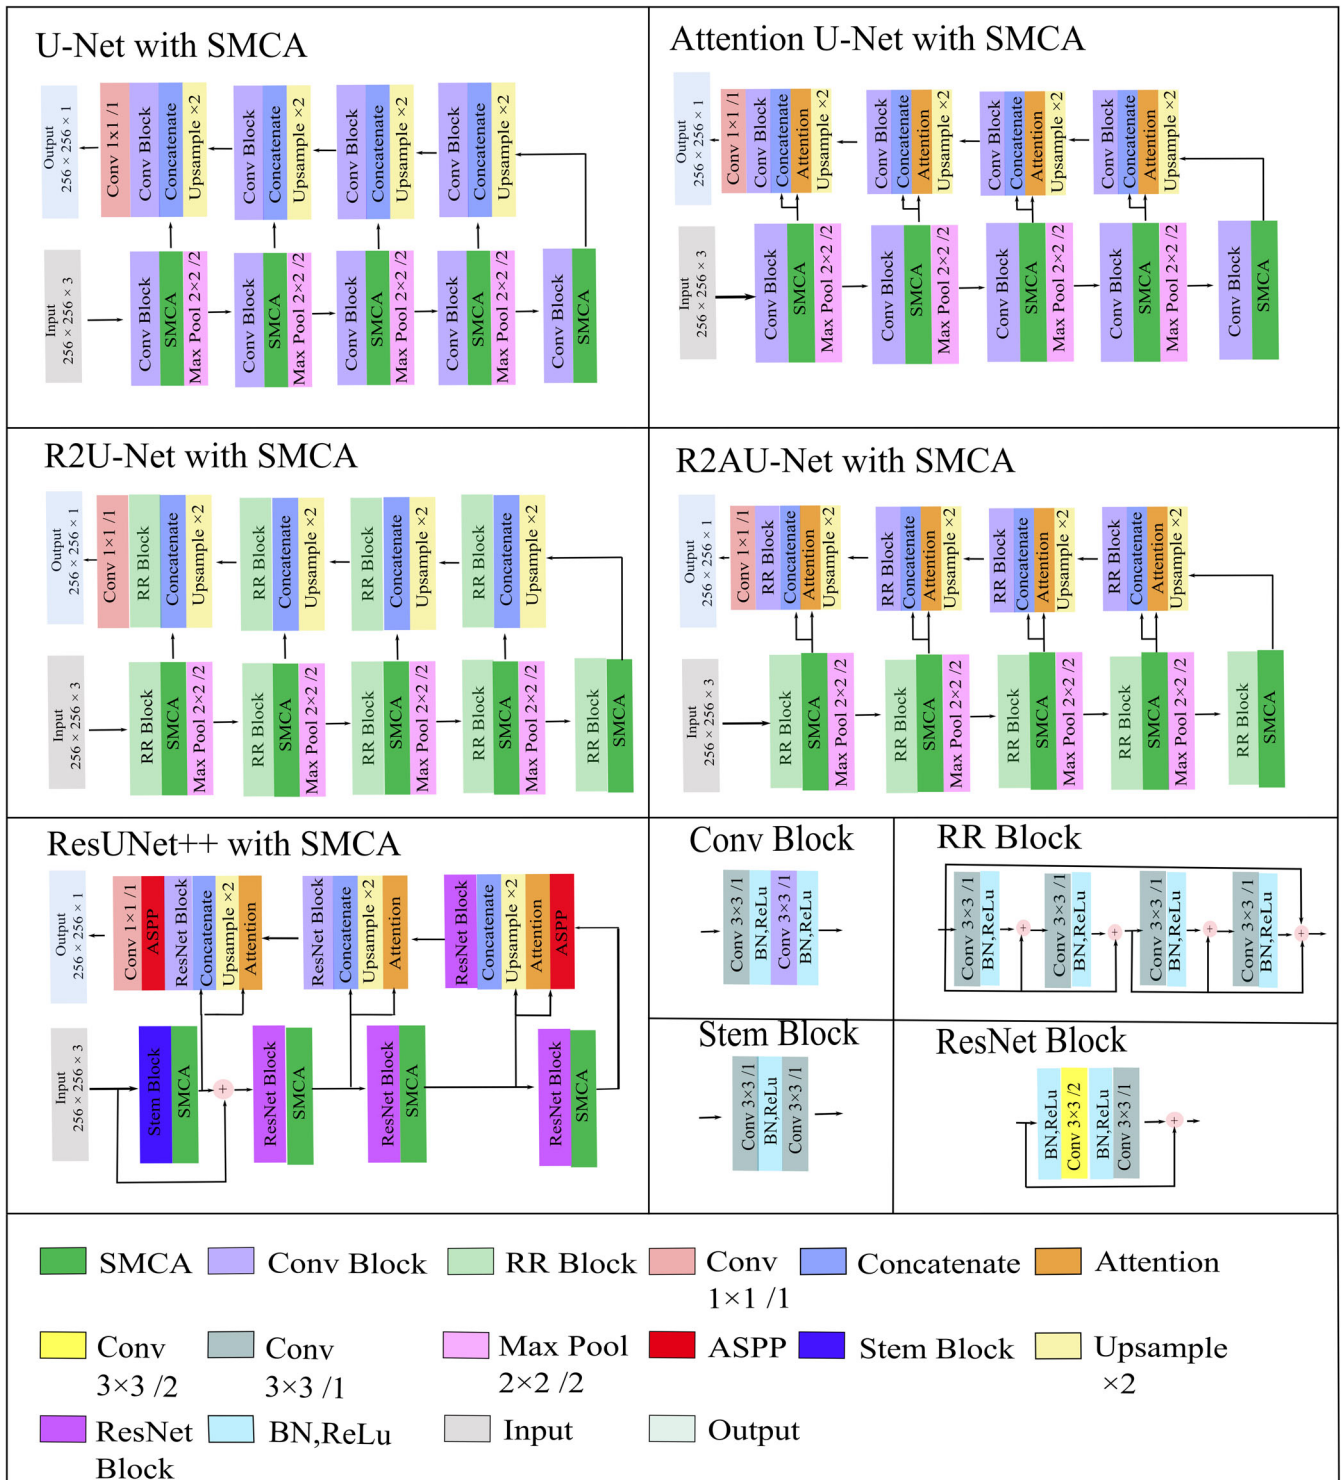 U-Net with SMCA
Output
256 × 256 × 1
Conv 1x1 /1
Conv Block
Concatenate
Upsample ×2
Conv Block
Concatenate
Upsample ×2
Conv Block
Concatenate
Upsample ×2
Conv Block
Concatenate
Upsample ×2
Input
256 × 256 × 3
Conv Block
SMCA
Max Pool 2×2 /2
Conv Block
SMCA
Max Pool 2×2 /2
Conv Block
SMCA
Max Pool 2×2 /2
Conv Block
SMCA
Max Pool 2×2 /2
Conv Block
SMCA
Attention U-Net with SMCA
Output
256 × 256 × 1
Conv 1×1 /1
Conv Block
Concatenate
Attention
Upsample ×2
Conv Block
Concatenate
Attention
Upsample ×2
Conv Block
Concatenate
Attention
Upsample ×2
Conv Block
Concatenate
Attention
Upsample ×2
Input
256 × 256 × 3
Conv Block
SMCA
Max Pool 2×2 /2
Conv Block
SMCA
Max Pool 2×2 /2
Conv Block
SMCA
Max Pool 2×2 /2
Conv Block
SMCA
Max Pool 2×2 /2
Conv Block
SMCA
R2U-Net with SMCA
Output
256 × 256 × 1
Conv 1×1 /1
RR Block
Concatenate
Upsample ×2
RR Block
Concatenate
Upsample ×2
RR Block
Concatenate
Upsample ×2
RR Block
Concatenate
Upsample ×2
Input
256 × 256 × 3
RR Block
SMCA
Max Pool 2×2 /2
RR Block
SMCA
Max Pool 2×2 /2
RR Block
SMCA
Max Pool 2×2 /2
RR Block
SMCA
Max Pool 2×2 /2
RR Block
SMCA
R2AU-Net with SMCA
Output
256 × 256 × 1
Conv 1×1 /1
RR Block
Concatenate
Attention
Upsample ×2
RR Block
Concatenate
Attention
Upsample ×2
RR Block
Concatenate
Attention
Upsample ×2
RR Block
Concatenate
Attention
Upsample ×2
Input
256 × 256 × 3
RR Block
SMCA
Max Pool 2×2 /2
RR Block
SMCA
Max Pool 2×2 /2
RR Block
SMCA
Max Pool 2×2 /2
RR Block
SMCA
Max Pool 2×2 /2
RR Block
SMCA
ResUNet++ with SMCA
Output
256 × 256 × 1
Conv 1×1 /1
ASPP
ResNet Block
Concatenate
Upsample ×2
Attention
ResNet Block
Concatenate
Upsample ×2
Attention
ResNet Block
Concatenate
Upsample ×2
Attention
ASPP
Input
256 × 256 × 3
Stem Block
SMCA
+
ResNet Block
SMCA
ResNet Block
SMCA
ResNet Block
SMCA
Conv Block
Conv 3×3 /1
BN,ReLu
Conv 3×3 /1
BN,ReLu
RR Block
Conv 3×3 /1
BN,ReLu
+
Conv 3×3 /1
BN,ReLu
+
Conv 3×3 /1
BN,ReLu
+
Conv 3×3 /1
BN,ReLu
+
Stem Block
Conv 3×3 /1
BN,ReLu
Conv 3×3 /1
ResNet Block
BN,ReLu
Conv 3×3 /2
BN,ReLu
Conv 3×3 /1
+
SMCA
Conv Block
RR Block
Conv
1×1 /1
Concatenate
Attention
Conv
3×3 /2
Conv
3×3 /1
Max Pool
2×2 /2
ASPP
Stem Block
Upsample
×2
ResNet
Block
BN,ReLu
Input
Output